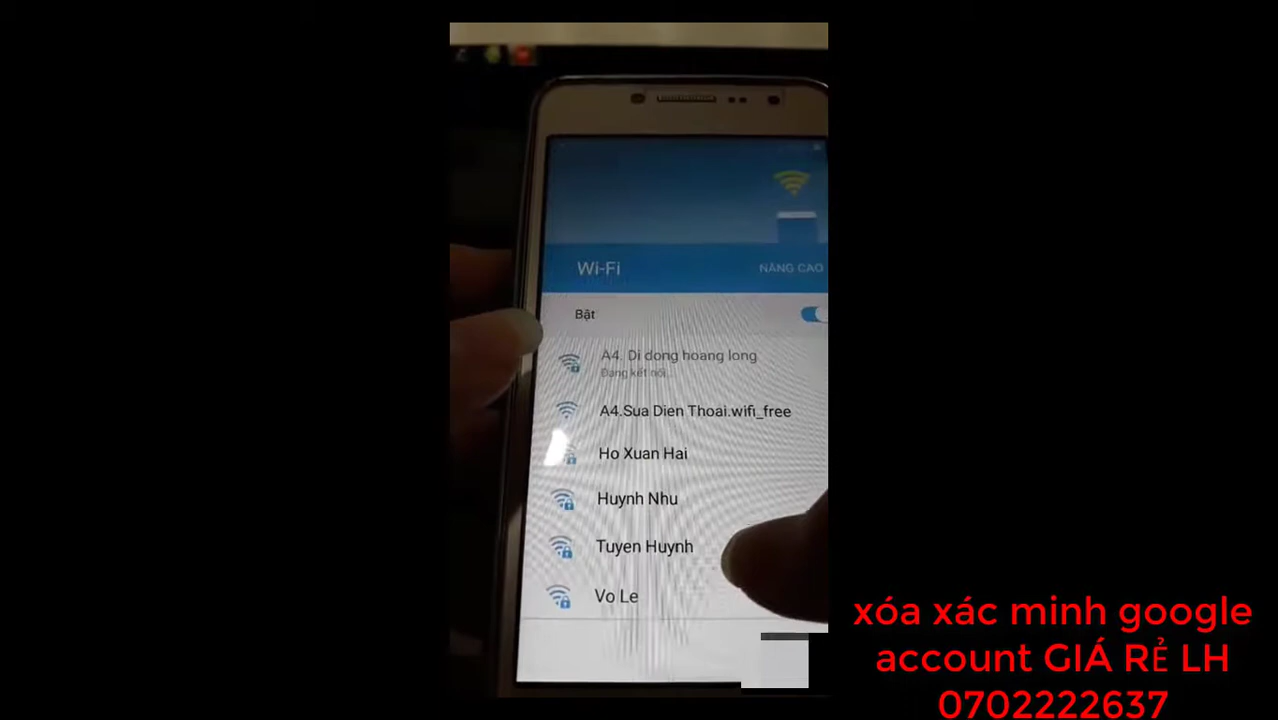 Wi-Fi
NÂNG CAO
Bật
A4. Di dong hoang long
Đang kết nối...
A4.Sua Dien Thoai.wifi_free
Ho Xuan Hai
Huynh Nhu
Tuyen Huynh
Vo Le
xóa xác minh google
account GIÁ RẺ LH
0702222637